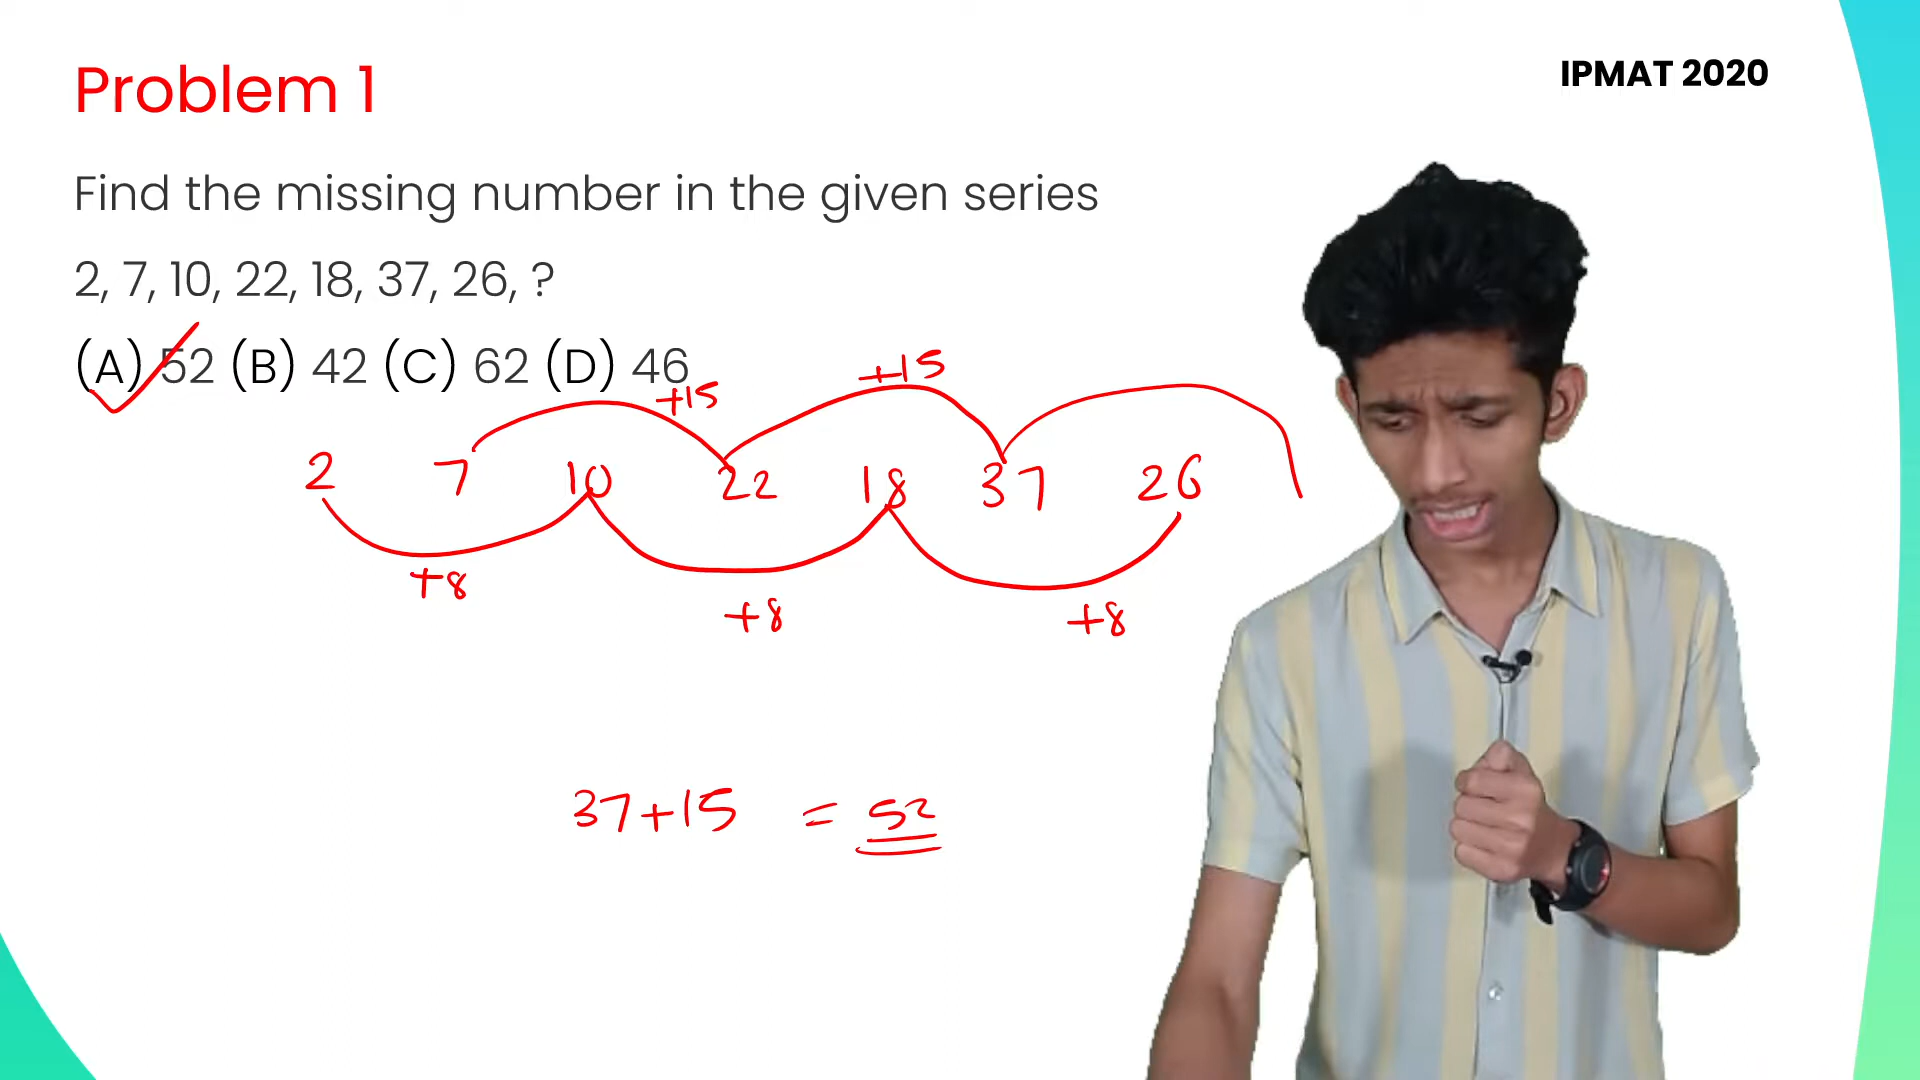 Problem 1
IPMAT 2020
Find the missing number in the given series
2, 7, 10, 22, 18, 37, 26, ?
(A) 52 (B) 42 (C) 62 (D) 46
+15 +15
2 7 10 22 18 37 26
+8 +8 +8
37+15 = 52